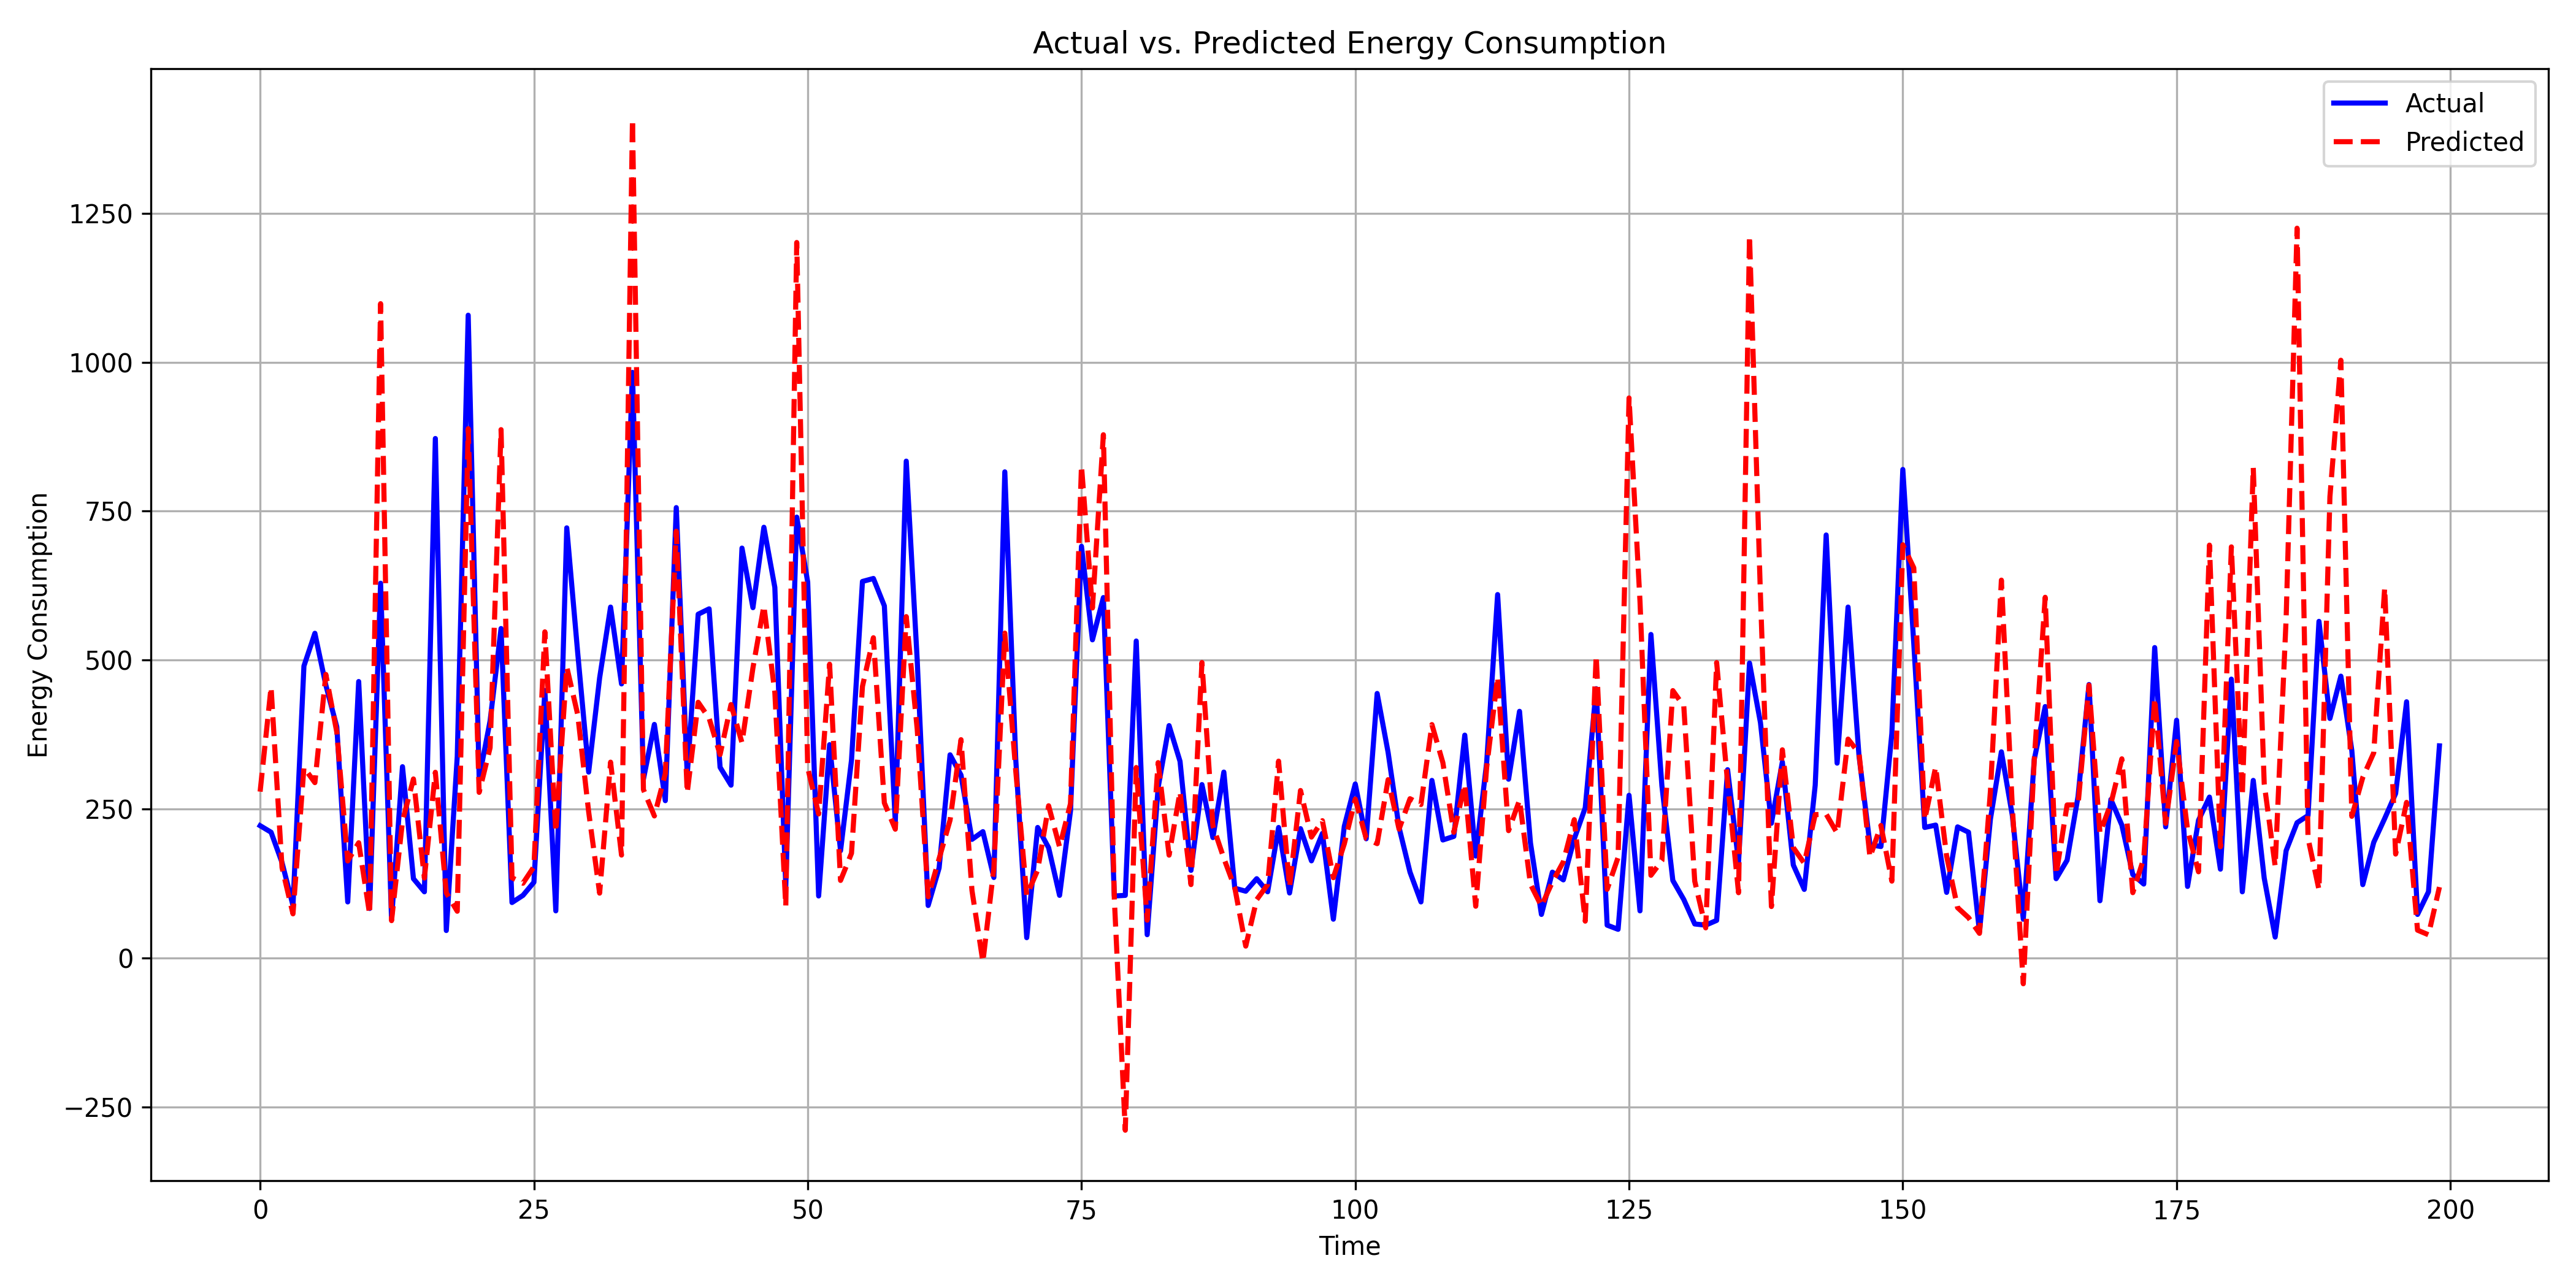 Actual vs. Predicted Energy Consumption
Actual
Predicted
Energy Consumption
1250
1000
750
500
250
0
−250
0 25 50 75 100 125 150 175 200
Time